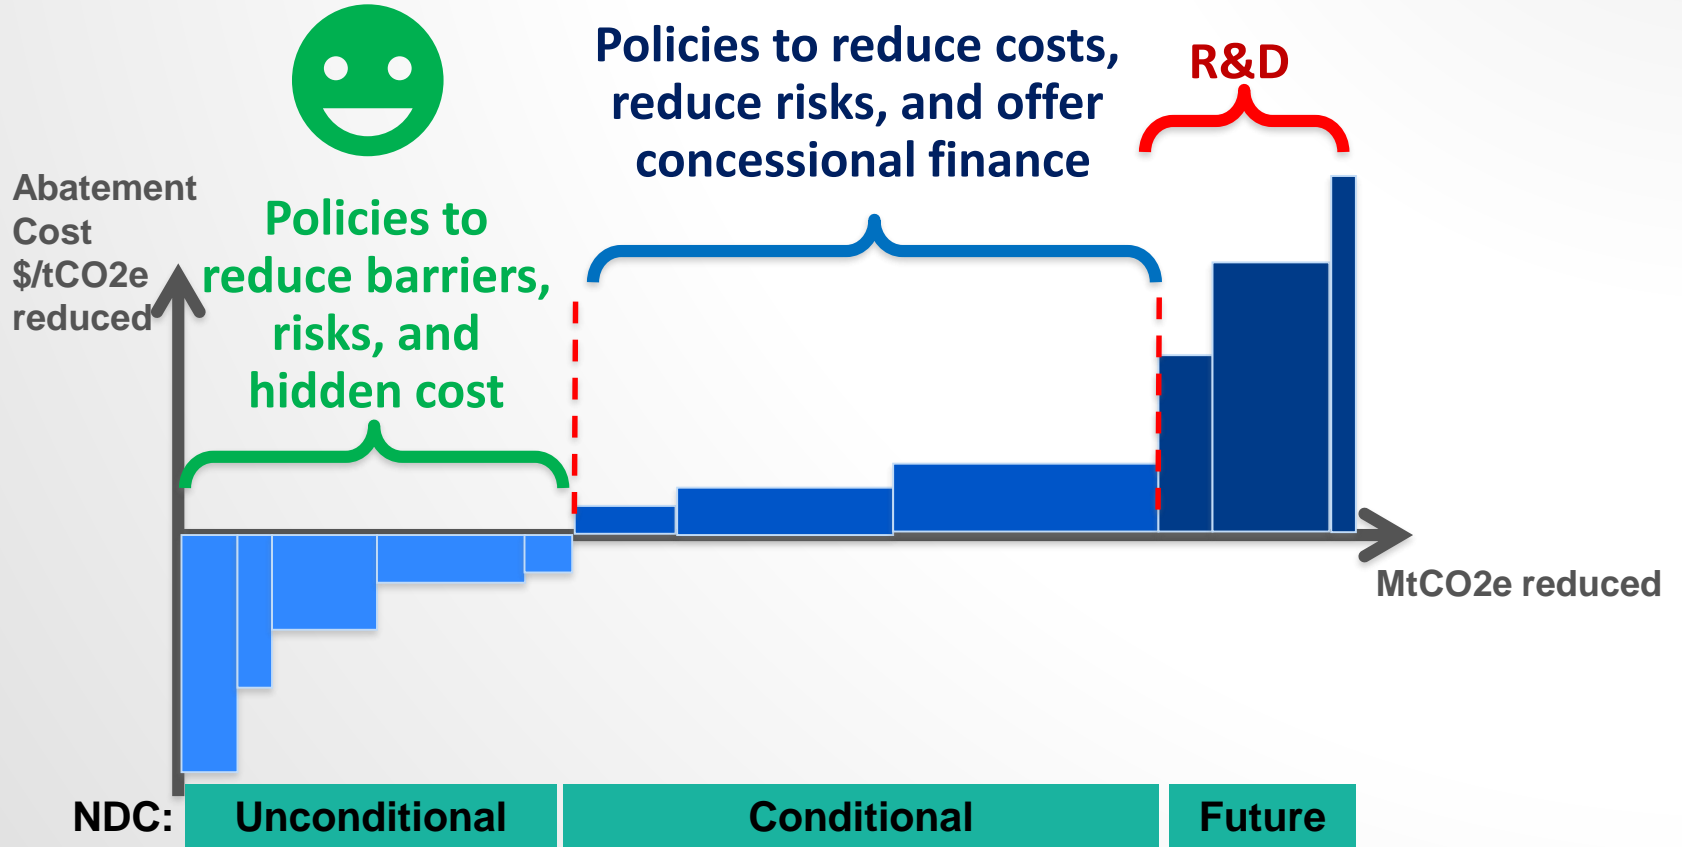 Policies to reduce costs,
reduce risks, and offer
concessional finance
R&D
Abatement
Cost
$/tCO2e
reduced
Policies to
reduce barriers,
risks, and
hidden cost
MtCO2e reduced
NDC:
Unconditional
Conditional
Future